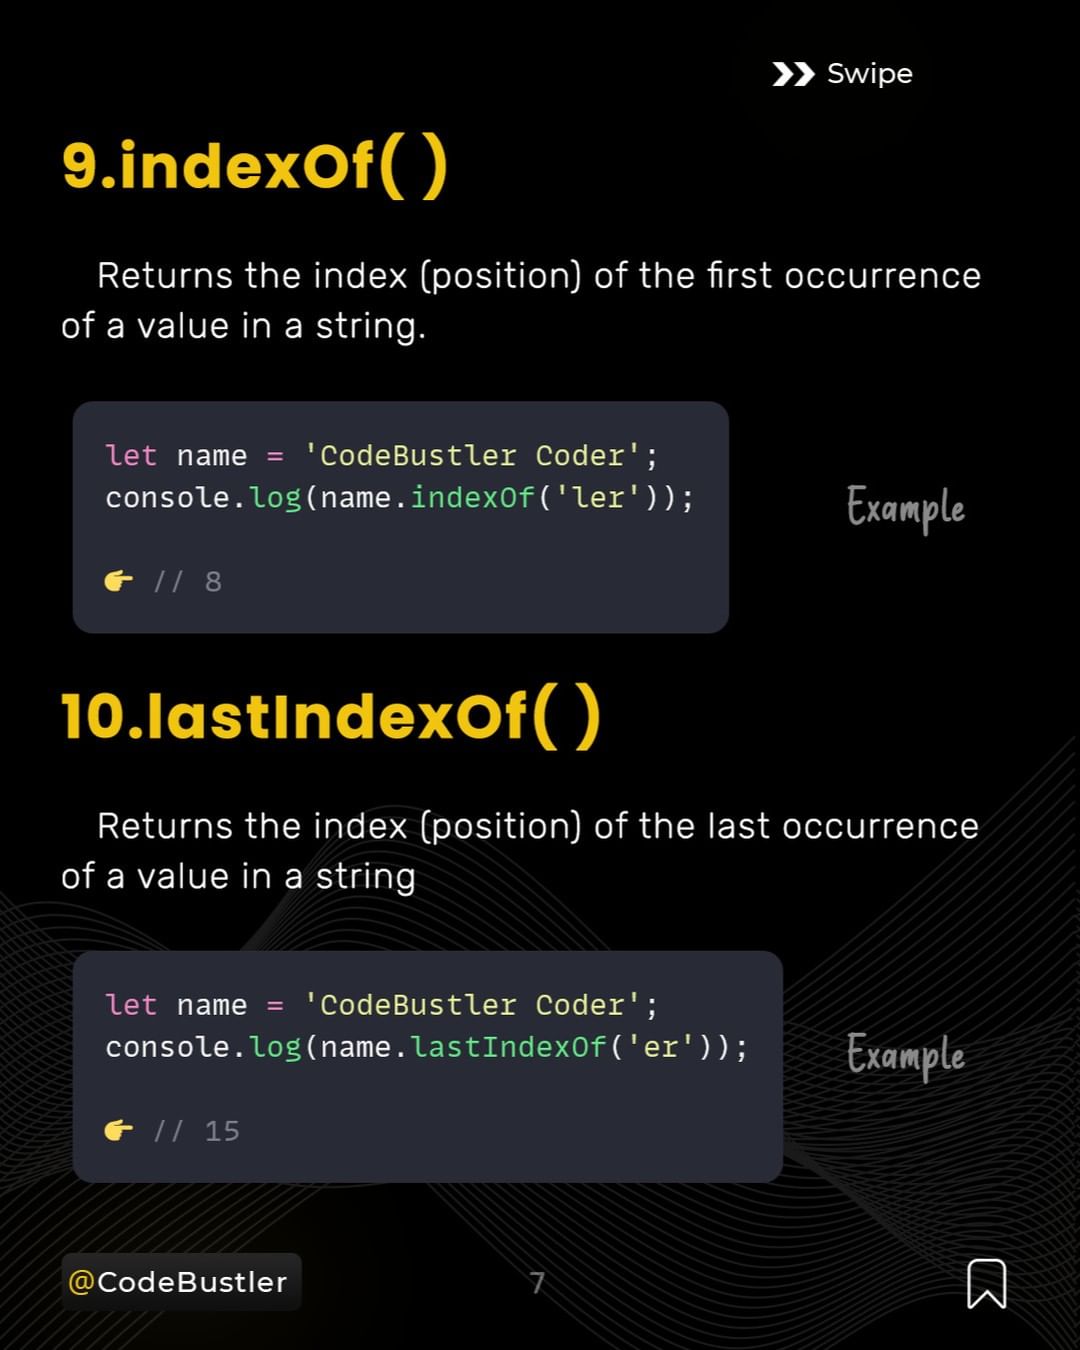 Swipe
9.indexOf( )
Returns the index (position) of the first occurrence
of a value in a string.
let name = 'CodeBustler Coder';
console.log(name.indexOf('ler'));
Example
👉 // 8
10.lastIndexOf( )
Returns the index (position) of the last occurrence
of a value in a string
let name = 'CodeBustler Coder';
console.log(name.lastIndexOf('er'));
Example
👉 // 15
@CodeBustler
7